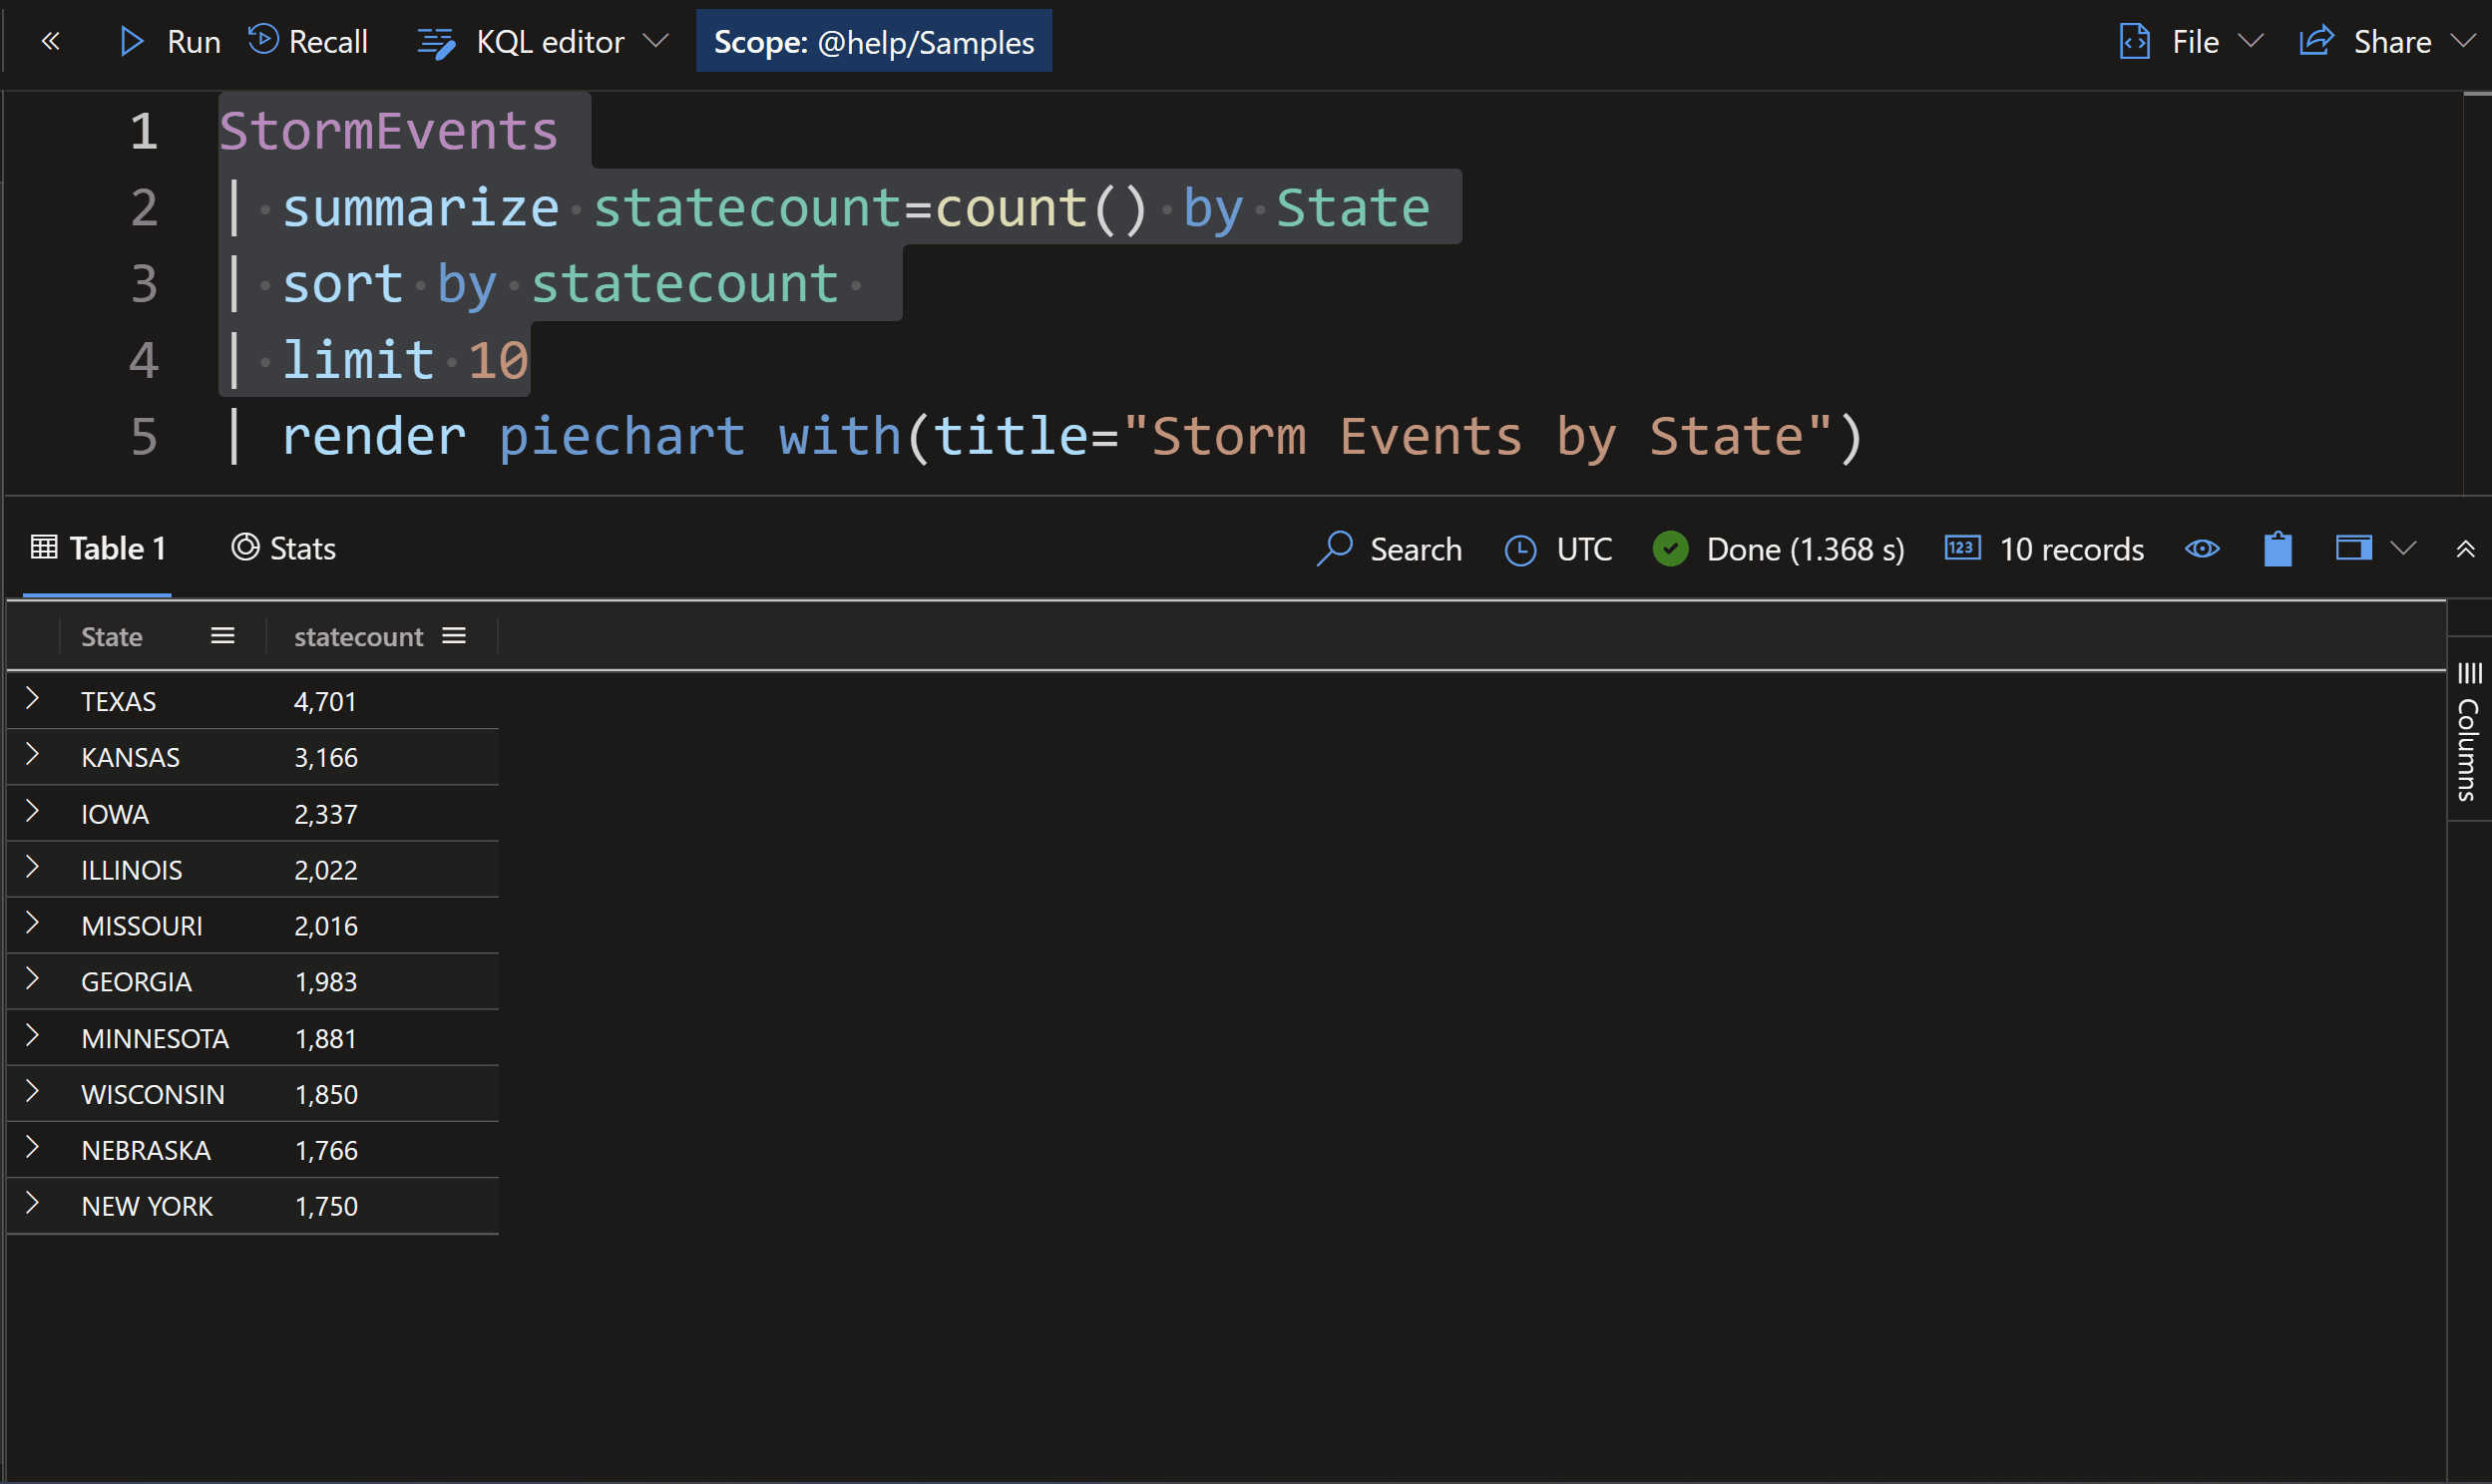 Run Recall KQL editor Scope: @help/Samples File Share
1 StormEvents
2 | summarize statecount=count() by State
3 | sort by statecount
4 | limit 10
5 | render piechart with(title="Storm Events by State")
Table 1 Stats Search UTC Done (1.368 s) 123 10 records
State statecount
TEXAS 4,701
KANSAS 3,166
IOWA 2,337
ILLINOIS 2,022
MISSOURI 2,016
GEORGIA 1,983
MINNESOTA 1,881
WISCONSIN 1,850
NEBRASKA 1,766
NEW YORK 1,750
Columns